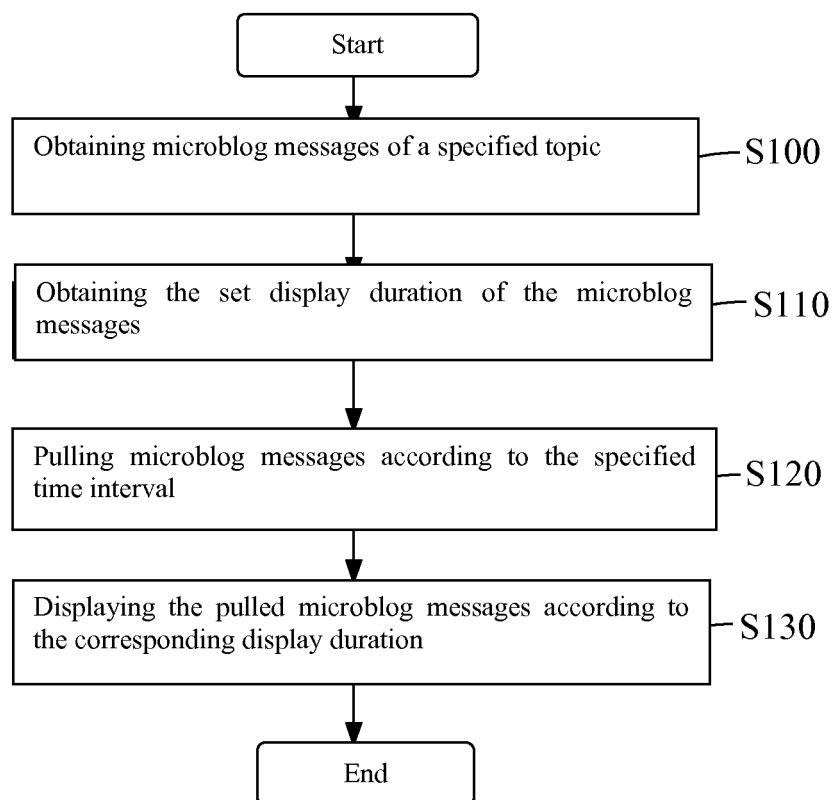 Start
Obtaining microblog messages of a specified topic
S100
Obtaining the set display duration of the microblog
messages
S110
Pulling microblog messages according to the specified
time interval
S120
Displaying the pulled microblog messages according to
the corresponding display duration
S130
End